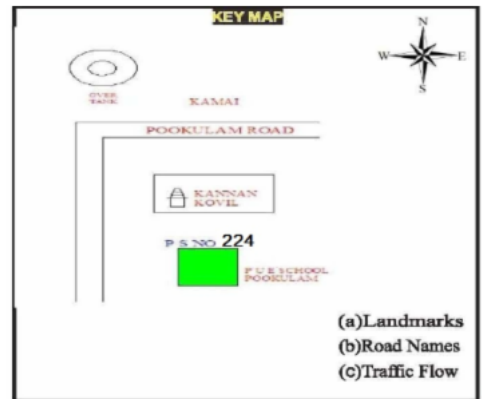 KEY MAP
N
W
E
S
OVER
TANK
KAMAI
POOKULAM ROAD
KANNAN
KOVIL
P S NO 224
P U E SCHOOL
POOKULAM
(a)Landmarks
(b)Road Names
(c)Traffic Flow